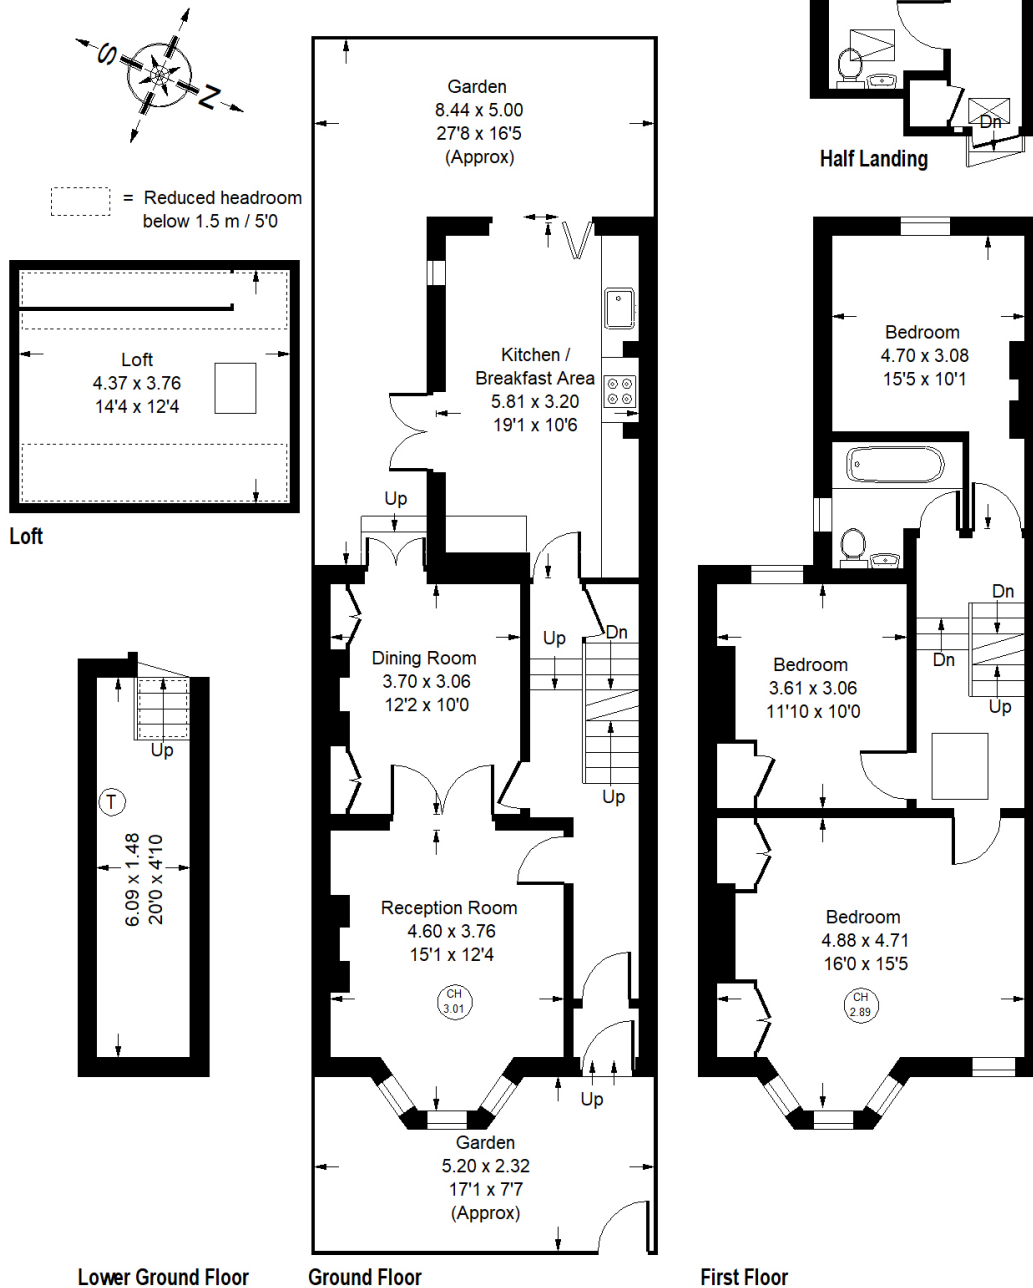 S
N
= Reduced headroom
below 1.5 m / 5'0
Loft
4.37 x 3.76
14'4 x 12'4
Loft
Up
T
6.09 x 1.48
20'0 x 4'10
Lower Ground Floor
Garden
8.44 x 5.00
27'8 x 16'5
(Approx)
Kitchen /
Breakfast Area
5.81 x 3.20
19'1 x 10'6
Up
Dining Room
3.70 x 3.06
12'2 x 10'0
Up
Dn
Up
Reception Room
4.60 x 3.76
15'1 x 12'4
CH
3.01
Up
Garden
5.20 x 2.32
17'1 x 7'7
(Approx)
Ground Floor
Dn
Half Landing
Bedroom
4.70 x 3.08
15'5 x 10'1
Dn
Dn
Up
Bedroom
3.61 x 3.06
11'10 x 10'0
Bedroom
4.88 x 4.71
16'0 x 15'5
CH
2.89
First Floor